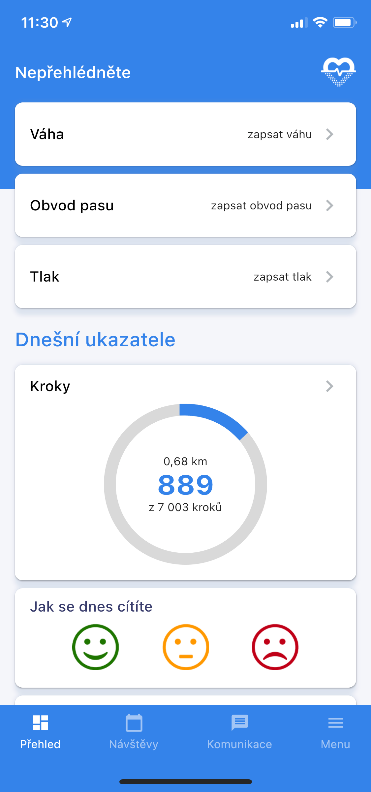 11:30
Nepřehlédněte
Váha zapsat váhu
Obvod pasu zapsat obvod pasu
Tlak zapsat tlak
Dnešní ukazatele
Kroky
0,68 km
889
z 7 003 kroků
Jak se dnes cítíte
Přehled Návštěvy Komunikace Menu